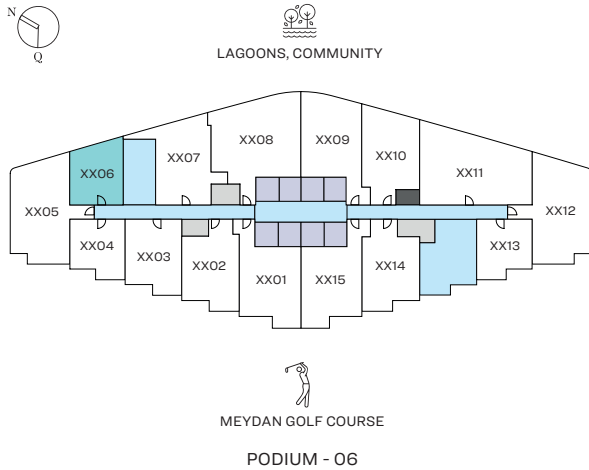 N
Q
LAGOONS, COMMUNITY
XX08
XX09
XX07
XX10
XX06
XX11
XX05
XX12
XX04
XX03
XX02
XX01
XX15
XX14
XX13
MEYDAN GOLF COURSE
PODIUM - 06